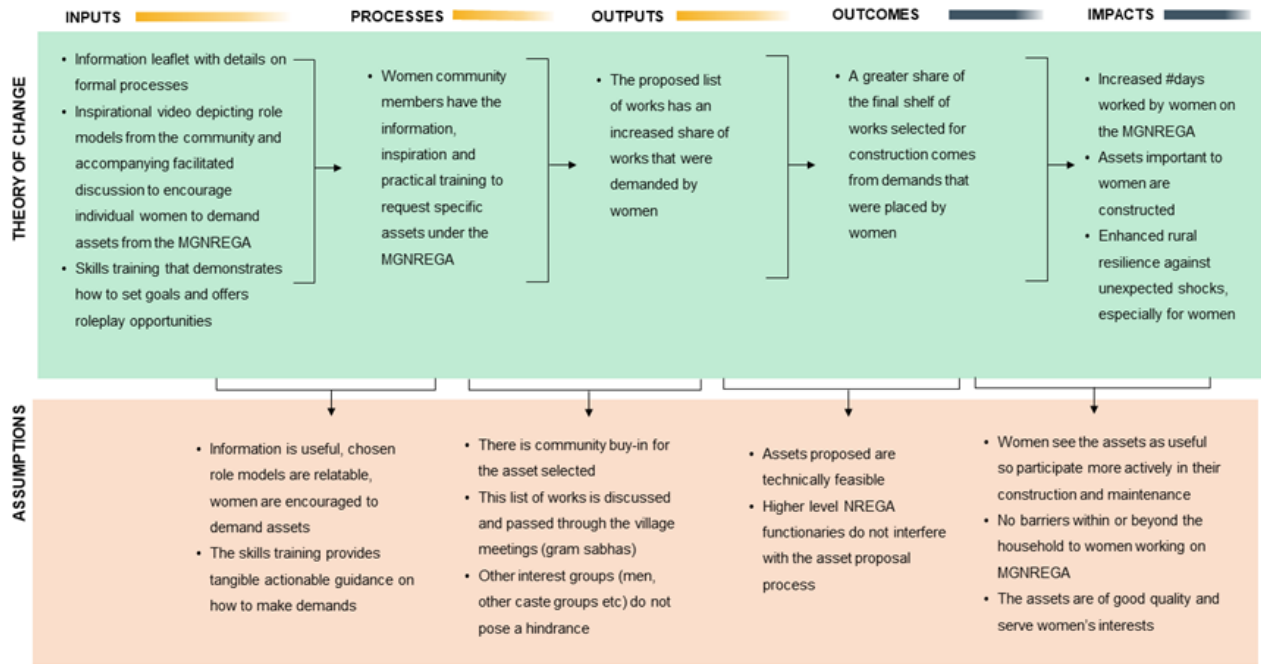 INPUTS
PROCESSES
OUTPUTS
OUTCOMES
IMPACTS
THEORY OF CHANGE
• Information leaflet with details on
formal processes
• Inspirational video depicting role
models from the community and
accompanying facilitated
discussion to encourage
individual women to demand
assets from the MGNREGA
• Skills training that demonstrates
how to set goals and offers
roleplay opportunities
• Women community
members have the
information,
inspiration and
practical training to
request specific
assets under the
MGNREGA
• The proposed list
of works has an
increased share of
works that were
demanded by
women
• A greater share of
the final shelf of
works selected for
construction comes
from demands that
were placed by
women
• Increased #days
worked by women on
the MGNREGA
• Assets important to
women are
constructed
• Enhanced rural
resilience against
unexpected shocks,
especially for women
ASSUMPTIONS
• Information is useful, chosen
role models are relatable,
women are encouraged to
demand assets
• The skills training provides
tangible actionable guidance on
how to make demands
• There is community buy-in for
the asset selected
• This list of works is discussed
and passed through the village
meetings (gram sabhas)
• Other interest groups (men,
other caste groups etc) do not
pose a hindrance
• Assets proposed are
technically feasible
• Higher level NREGA
functionaries do not interfere
with the asset proposal
process
• Women see the assets as useful
so participate more actively in their
construction and maintenance
• No barriers within or beyond the
household to women working on
MGNREGA
• The assets are of good quality and
serve women's interests